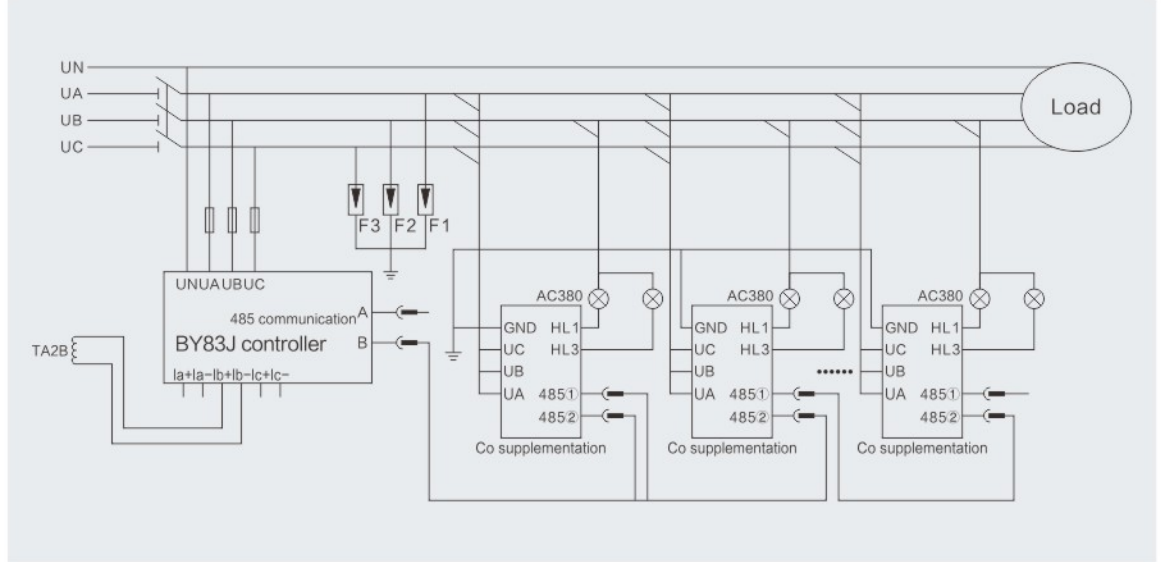 UN
UA
UB
UC
Load
F3 F2 F1
UNUAUBUC
485 communication A
BY83J controller B
TA2B
Ia+Ia-Ib+Ib-Ic+Ic-
AC380
GND HL1
UC HL3
UB
UA 485①
485②
Co supplementation
AC380
GND HL1
UC HL3
UB
UA 485①
485②
Co supplementation
......
AC380
GND HL1
UC HL3
UB
UA 485①
485②
Co supplementation